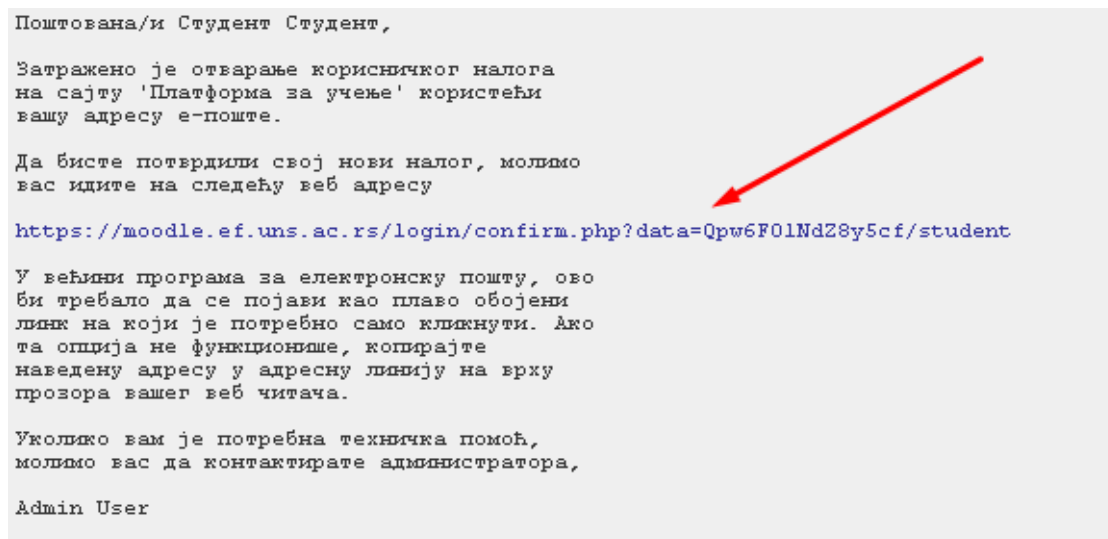 Поштована/и Студент Студент,
Затражено је отварање корисничког налога
на сајту 'Платформа за учење' користећи
вашу адресу е-поште.
Да бисте потврдили свој нови налог, молимо
вас идите на следећу веб адресу
https://moodle.ef.uns.ac.rs/login/confirm.php?data=Qpw6F01NdZ8y5cf/student
У већини програма за електронску пошту, ово
би требало да се појави као плаво обојени
линк на који је потребно само кликнути. Ако
та опција не функционише, копирајте
наведену адресу у адресну линију на врху
прозора вашег веб читача.
Уколико вам је потребна техничка помоћ,
молимо вас да контактирате администратора,
Admin User